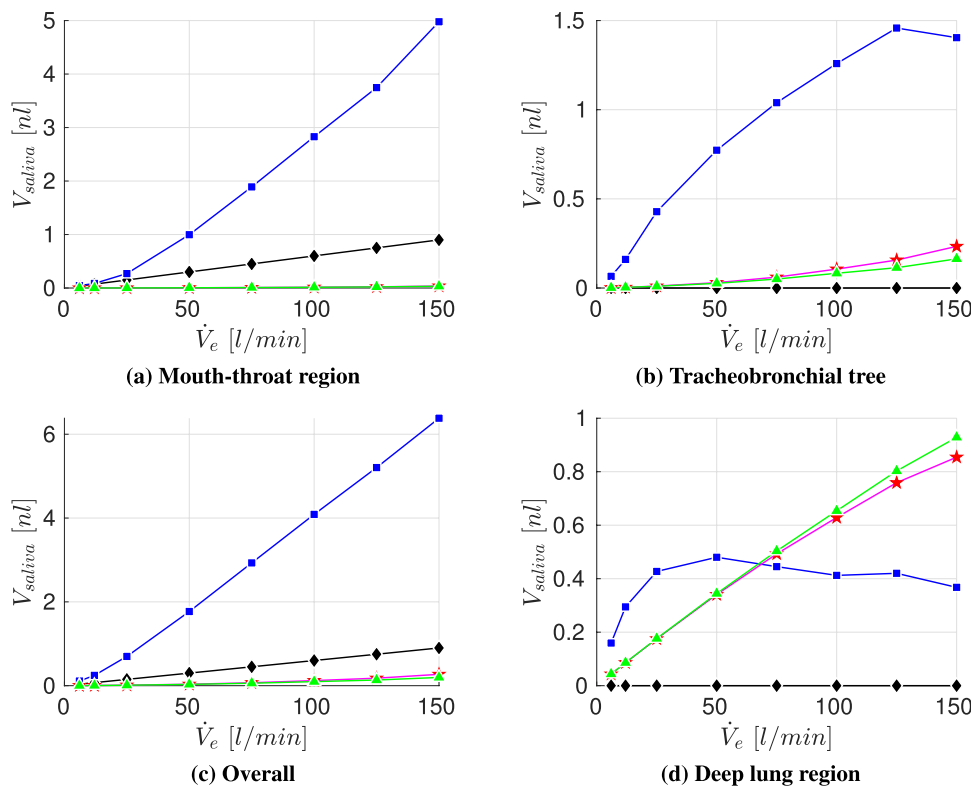 5
4
3
2
1
0
V_saliva [nl]
0 50 100 150
V̇_e [l/min]
(a) Mouth-throat region
1.5
1
0.5
0
V_saliva [nl]
0 50 100 150
V̇_e [l/min]
(b) Tracheobronchial tree
6
4
2
0
V_saliva [nl]
0 50 100 150
V̇_e [l/min]
(c) Overall
1
0.8
0.6
0.4
0.2
0
V_saliva [nl]
0 50 100 150
V̇_e [l/min]
(d) Deep lung region